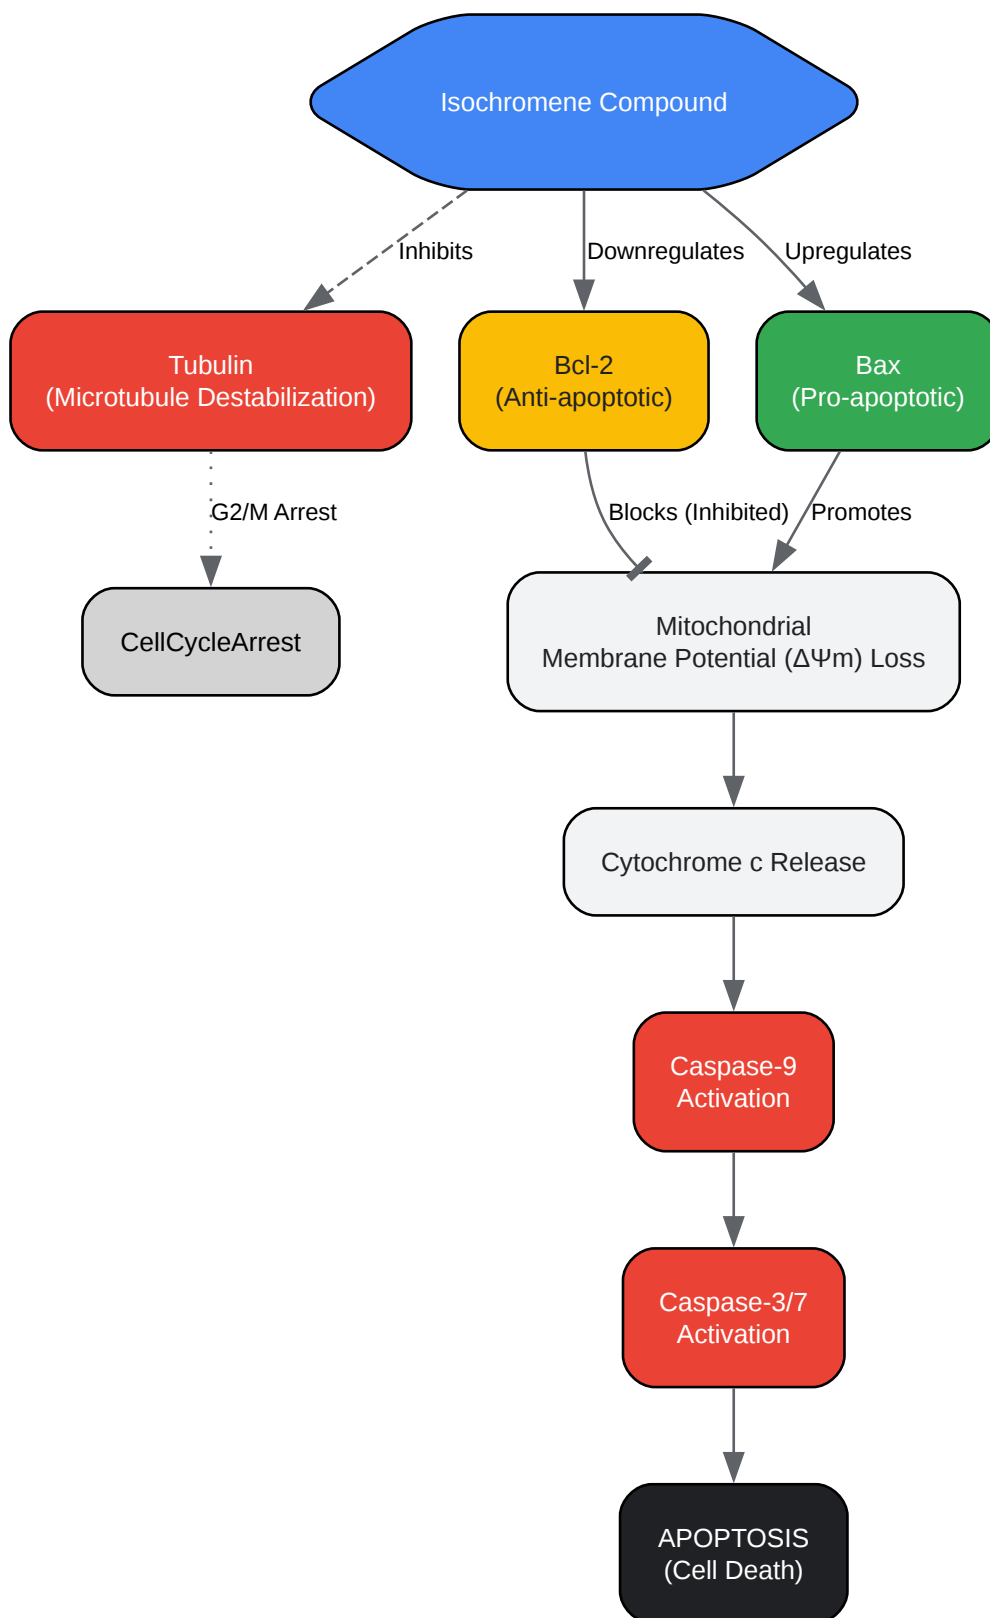 Isochromene Compound
Inhibits
Downregulates
Upregulates
Tubulin
(Microtubule Destabilization)
Bcl-2
(Anti-apoptotic)
Bax
(Pro-apoptotic)
G2/M Arrest
Blocks (Inhibited)
Promotes
CellCycleArrest
Mitochondrial
Membrane Potential (ΔΨm) Loss
Cytochrome c Release
Caspase-9
Activation
Caspase-3/7
Activation
APOPTOSIS
(Cell Death)